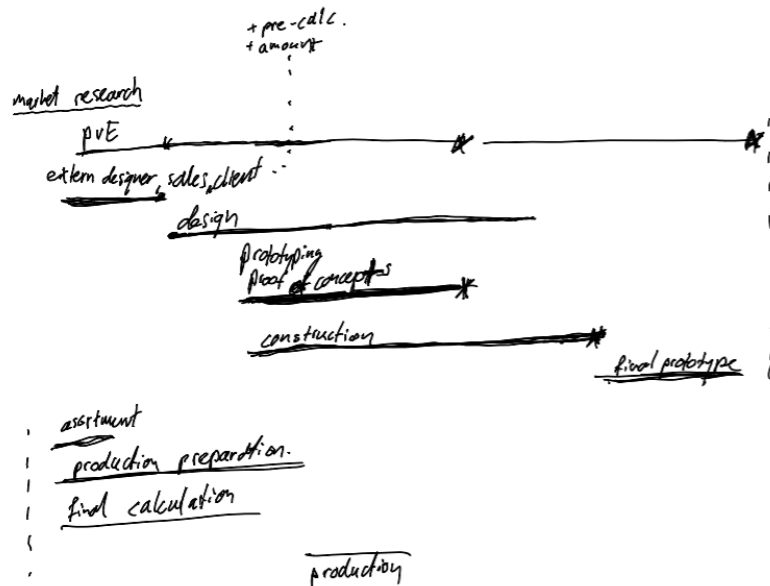 + pre-calc.
+ amount
market research
pvE
extern designer, sales, client
design
prototyping
proof of concepts
construction
final prototype
assrtment
production preparation.
final calculation
production